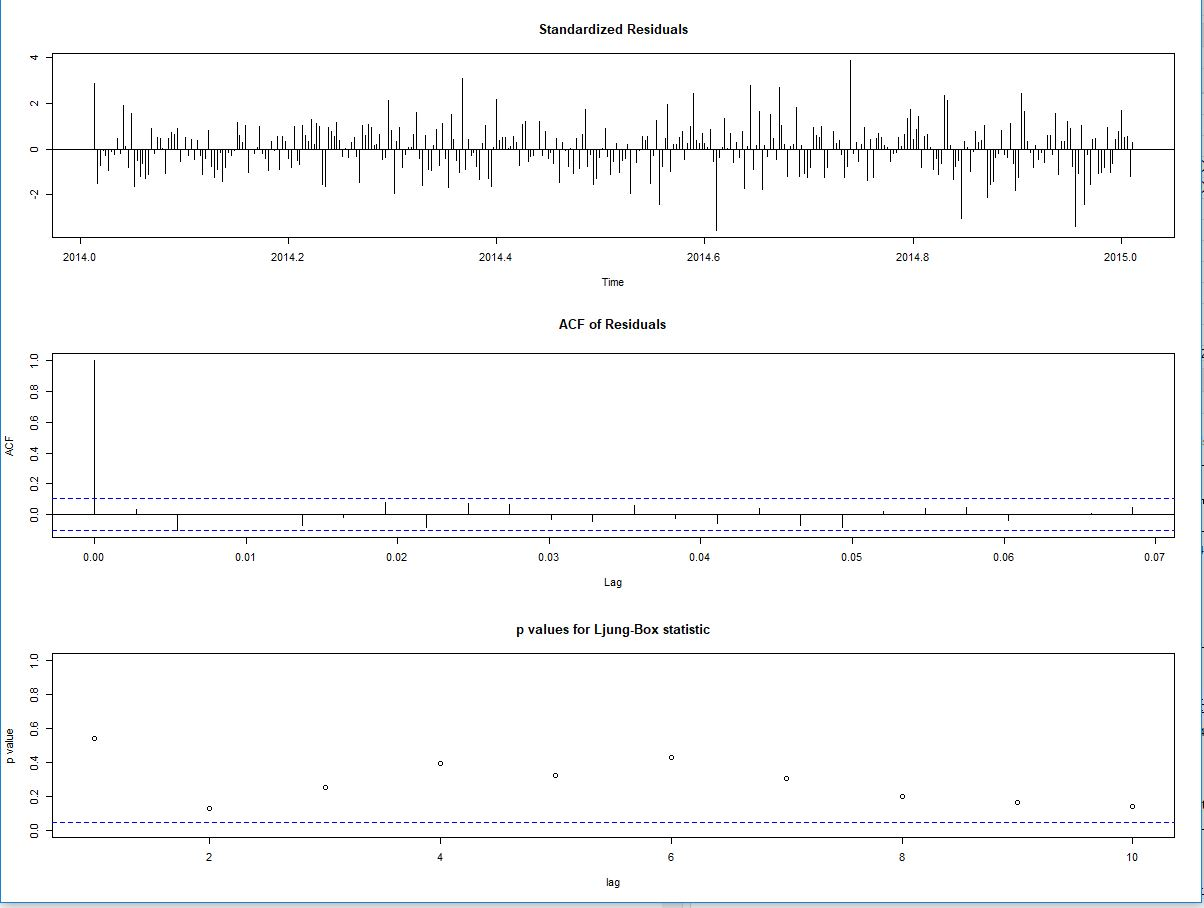 Standardized Residuals
4
2
0
-2
2014.0 2014.2 2014.4 2014.6 2014.8 2015.0
Time
ACF of Residuals
ACF
1.0
0.8
0.6
0.4
0.2
0.0
0.00 0.01 0.02 0.03 0.04 0.05 0.06 0.07
Lag
p values for Ljung-Box statistic
p value
1.0
0.8
0.6
0.4
0.2
0.0
2 4 6 8 10
lag